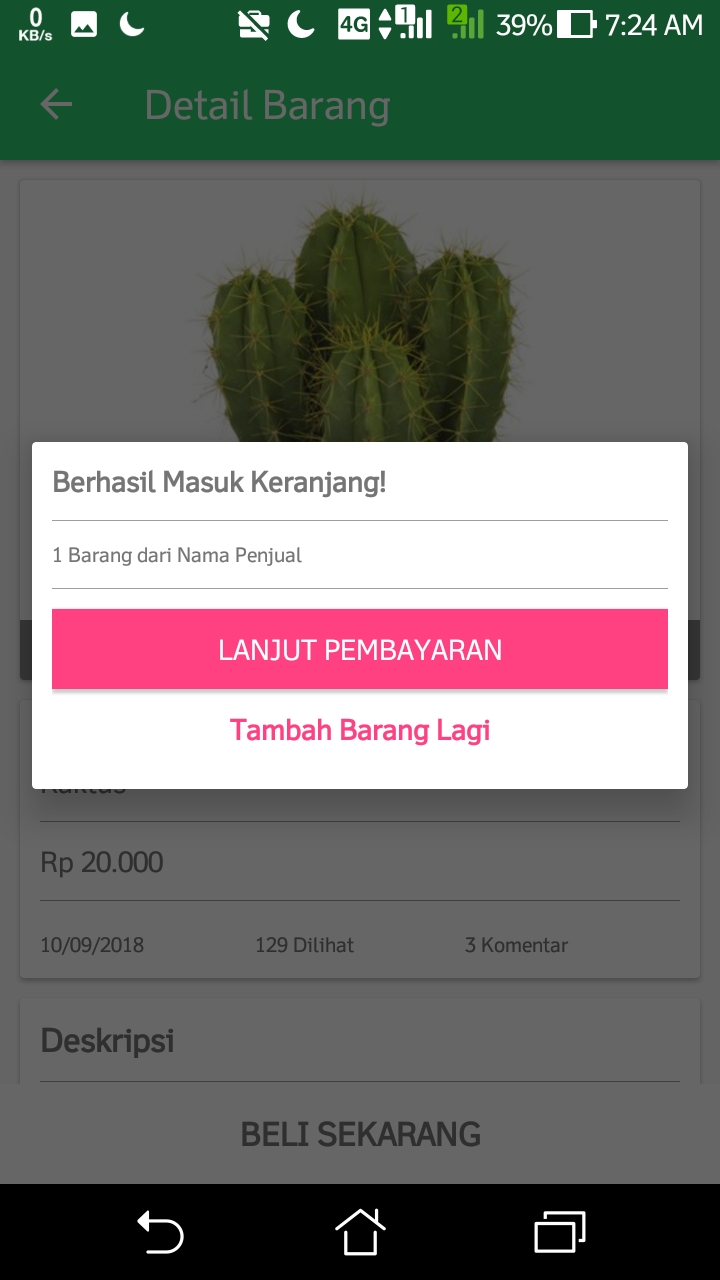 0
KB/s
4G 1 2 39% 7:24 AM
Detail Barang
Berhasil Masuk Keranjang!
1 Barang dari Nama Penjual
LANJUT PEMBAYARAN
Tambah Barang Lagi
Rp 20.000
10/09/2018 129 Dilihat 3 Komentar
Deskripsi
BELI SEKARANG